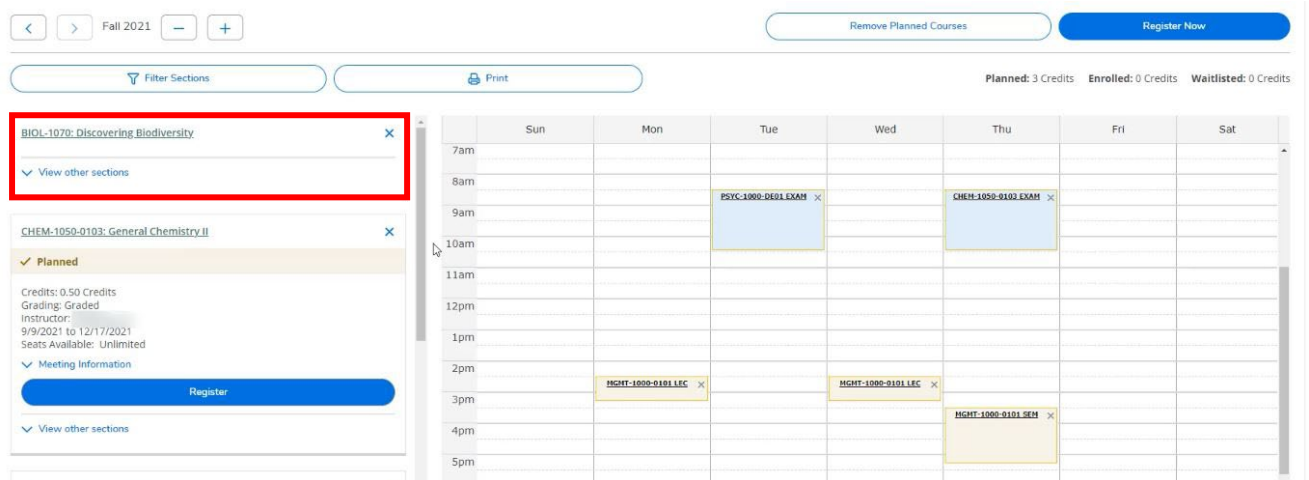 Fall 2021
Remove Planned Courses
Register Now
Filter Sections
Print
Planned: 3 Credits Enrolled: 0 Credits Waitlisted: 0 Credits
BIOL-1070: Discovering Biodiversity
View other sections
CHEM-1050-0103: General Chemistry II
Planned
Credits: 0.50 Credits
Grading: Graded
Instructor:
9/9/2021 to 12/17/2021
Seats Available: Unlimited
Meeting Information
Register
View other sections
Sun Mon Tue Wed Thu Fri Sat
7am
8am
PSYC-1000-DE01 EXAM CHEM-1050-0103 EXAM
9am
10am
11am
12pm
1pm
2pm
MGMT-1000-0101 LEC MGMT-1000-0101 LEC
3pm
MGMT-1000-0101 SEM
4pm
5pm